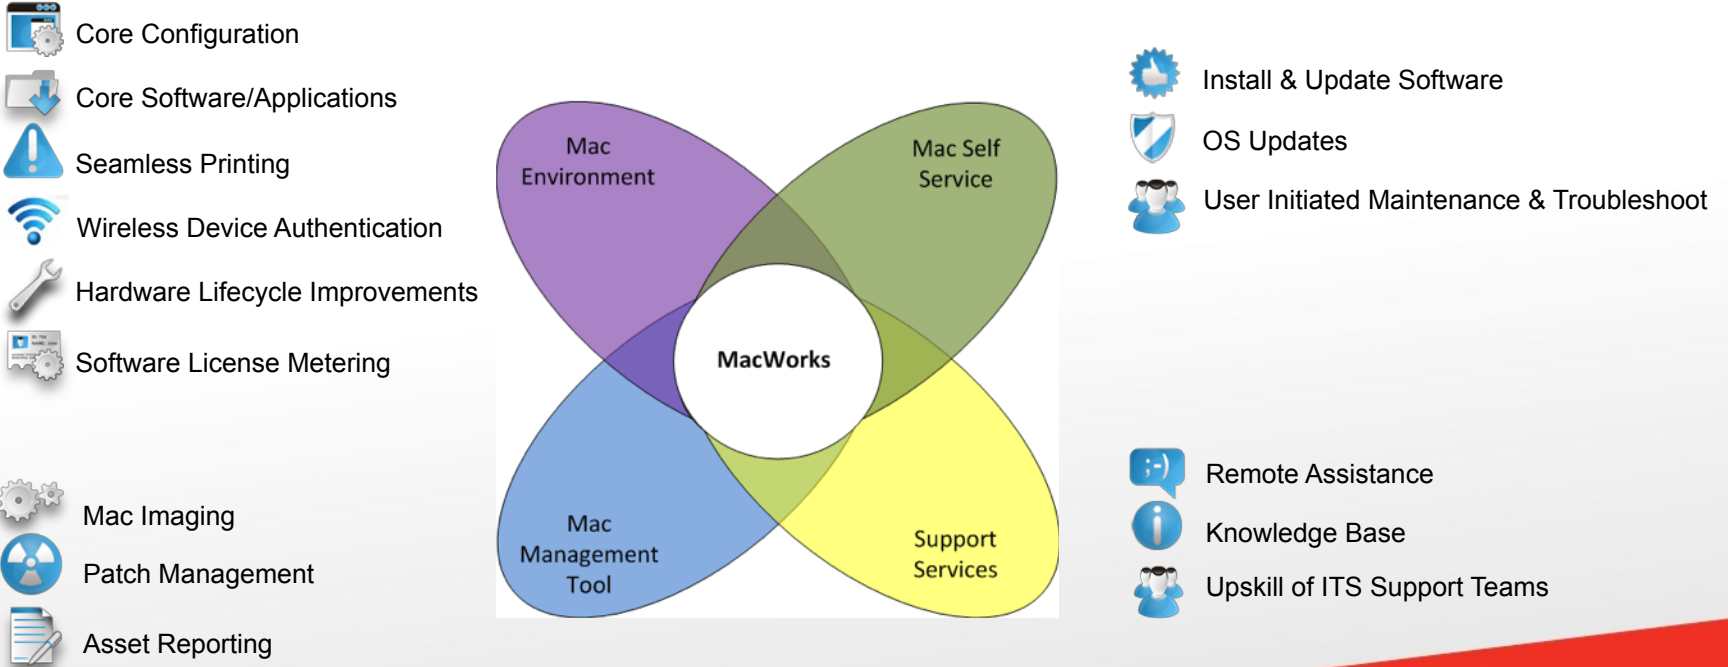 Core Configuration
Core Software/Applications
Seamless Printing
Wireless Device Authentication
Hardware Lifecycle Improvements
Software License Metering
Mac Imaging
Patch Management
Asset Reporting
Mac
Environment
Mac Self
Service
MacWorks
Mac
Management
Tool
Support
Services
Install & Update Software
OS Updates
User Initiated Maintenance & Troubleshoot
;-)
Remote Assistance
i
Knowledge Base
Upskill of ITS Support Teams